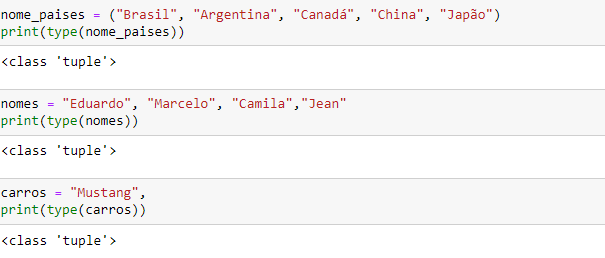 nome_paises = ("Brasil", "Argentina", "Canadá", "China", "Japão")
print(type(nome_paises))
<class 'tuple'>
nomes = "Eduardo", "Marcelo", "Camila","Jean"
print(type(nomes))
<class 'tuple'>
carros = "Mustang",
print(type(carros))
<class 'tuple'>